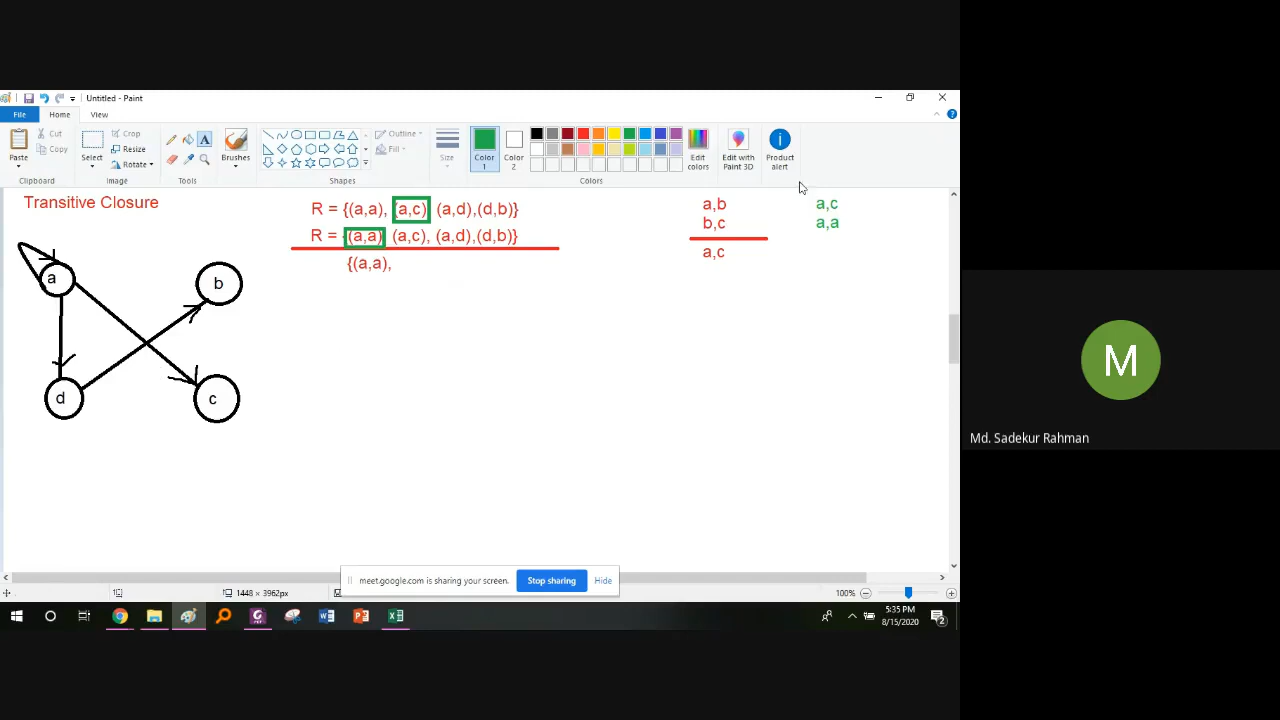 Untitled - Paint
File Home View
Paste
Cut
Copy
Clipboard
Select
Crop
Resize
Rotate
Image
A
Tools
Brushes
Shapes
Outline
Fill
Size
Color 1
Color 2
Colors
Edit colors
Edit with Paint 3D
Product alert
Transitive Closure
R = {(a,a), (a,c) (a,d),(d,b)}
R = {(a,a) (a,c), (a,d),(d,b)}
{(a,a),
a,b
b,c
a,c
a,c
a,a
a
b
d
c
M
Md. Sadekur Rahman
meet.google.com is sharing your screen. Stop sharing Hide
1448 × 3962px
100%
5:35 PM
8/15/2020
2